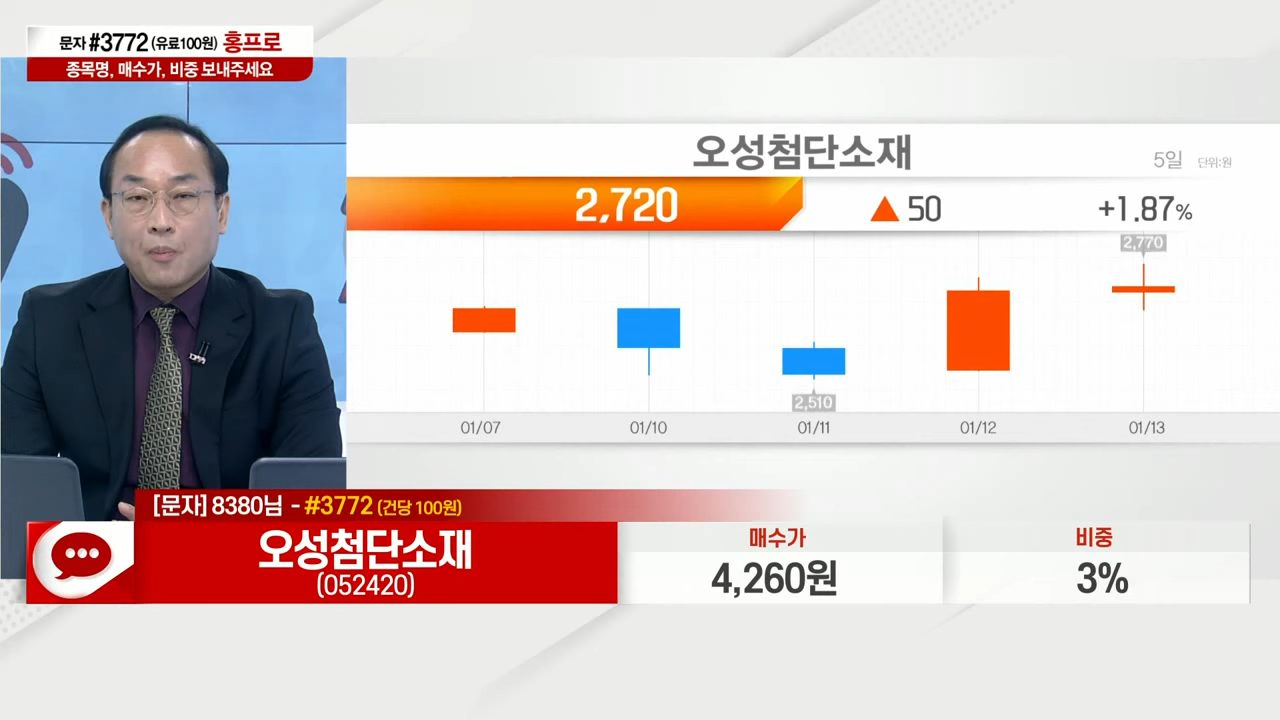 문자 #3772 (유료100원) 홍프로
종목명, 매수가, 비중 보내주세요
오성첨단소재
5일 단위:원
2,720 ▲ 50 +1.87%
2,770
2,510
01/07 01/10 01/11 01/12 01/13
[문자] 8380님 - #3772 (건당 100원)
오성첨단소재
(052420)
매수가
4,260원
비중
3%